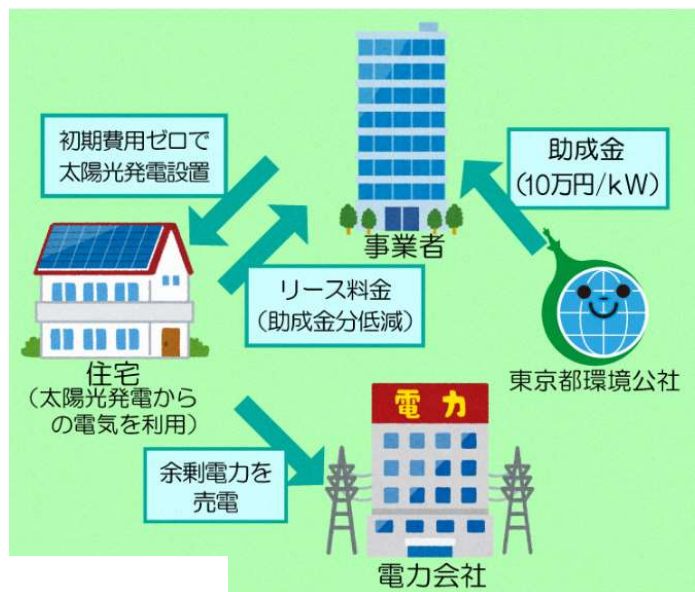 初期費用ゼロで
太陽光発電設置
助成金
（10万円/kW）
事業者
リース料金
（助成金分低減）
住宅
（太陽光発電から
の電気を利用）
東京都環境公社
電力
余剰電力を
売電
電力会社